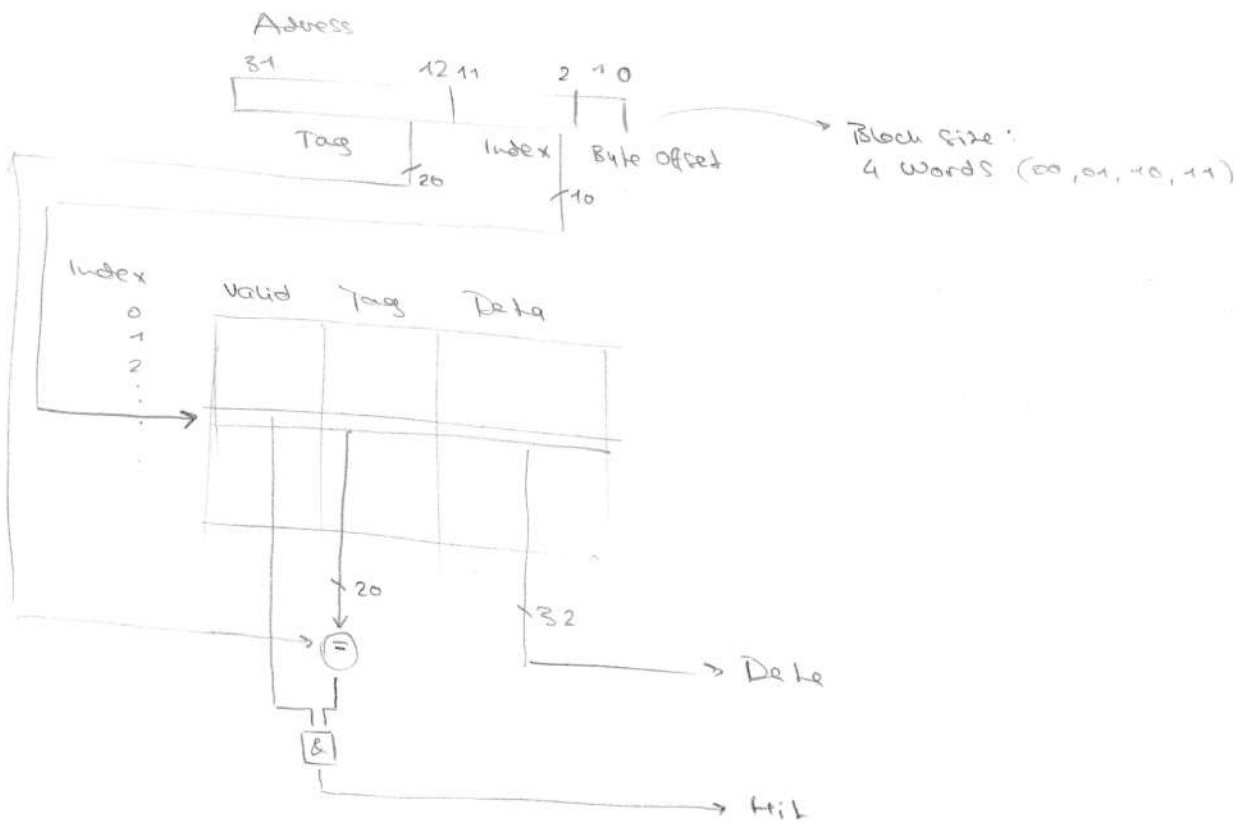 Adress
31 12 11 2 1 0
Tag Index Byte Offset
20
10
Block size:
4 Words (00, 01, 10, 11)
Index
0
1
2
.
.
.
.
Valid Tag Data
20
32
=
Data
&
Hit